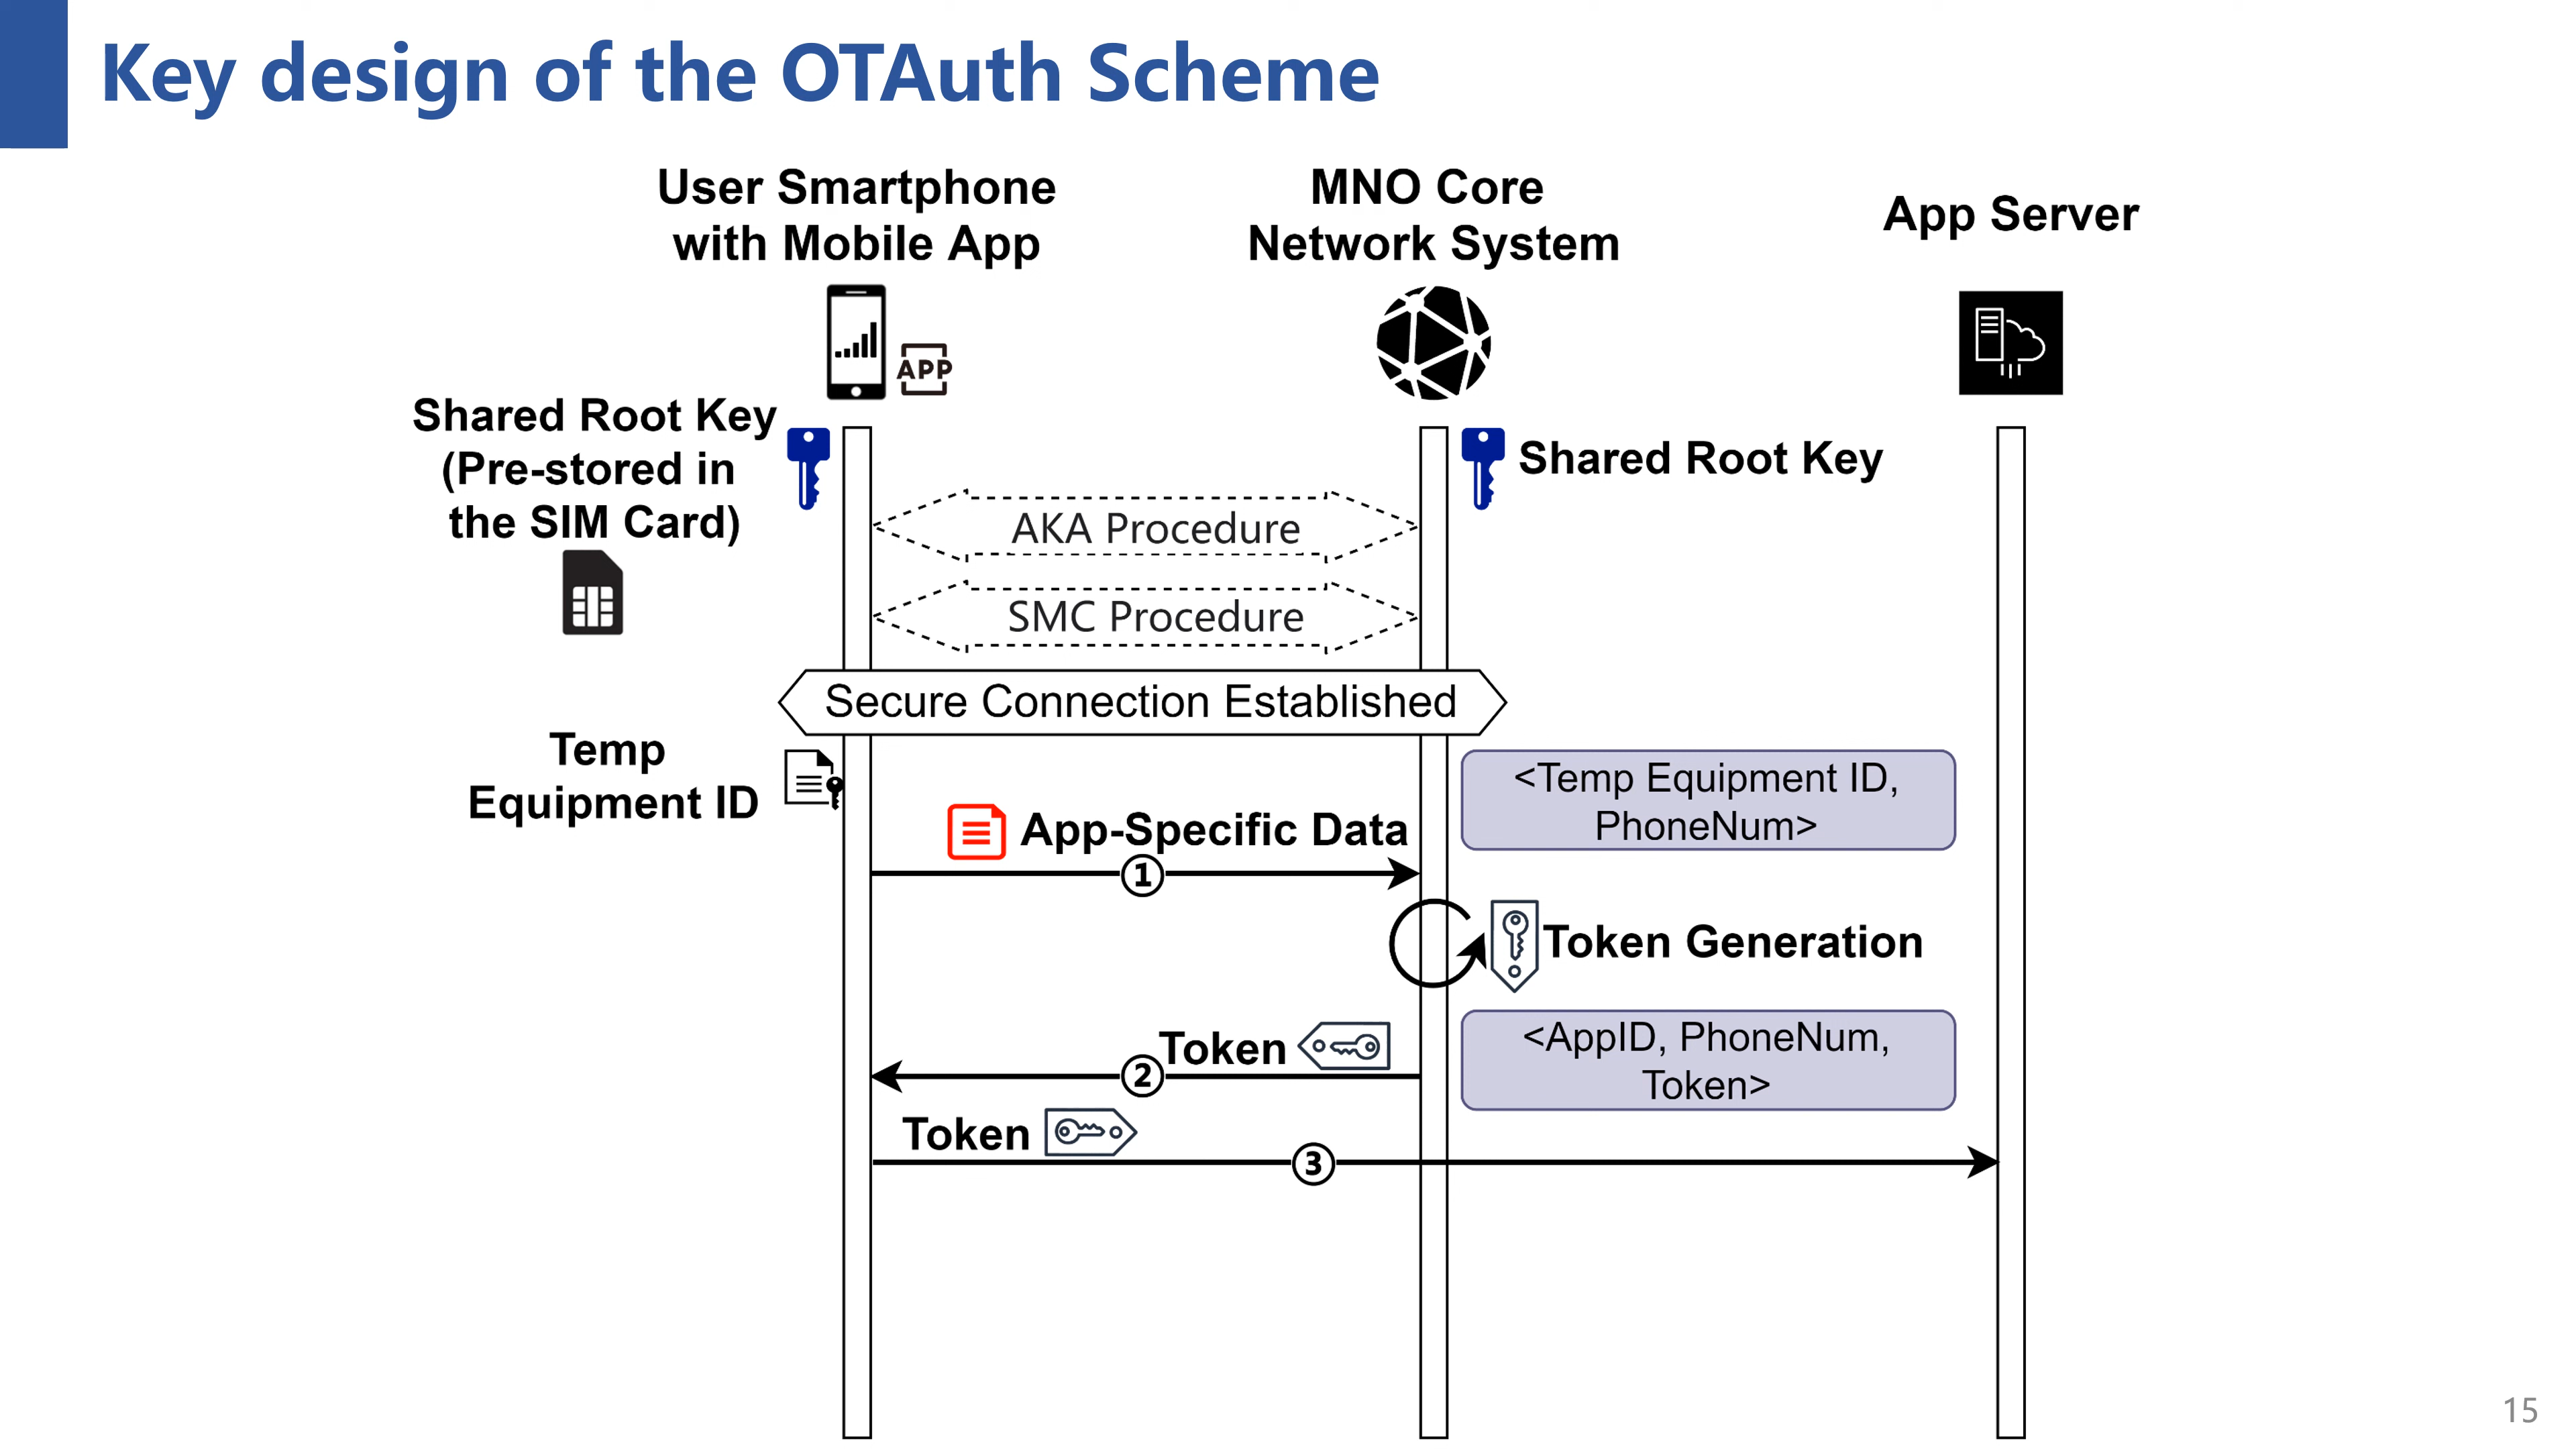 Key design of the OTAuth Scheme
User Smartphone
with Mobile App
MNO Core
Network System
App Server
APP
Shared Root Key
(Pre-stored in
the SIM Card)
Shared Root Key
AKA Procedure
SMC Procedure
Secure Connection Established
Temp
Equipment ID
<Temp Equipment ID,
PhoneNum>
App-Specific Data
1
Token Generation
Token
2
<AppID, PhoneNum,
Token>
Token
3
15